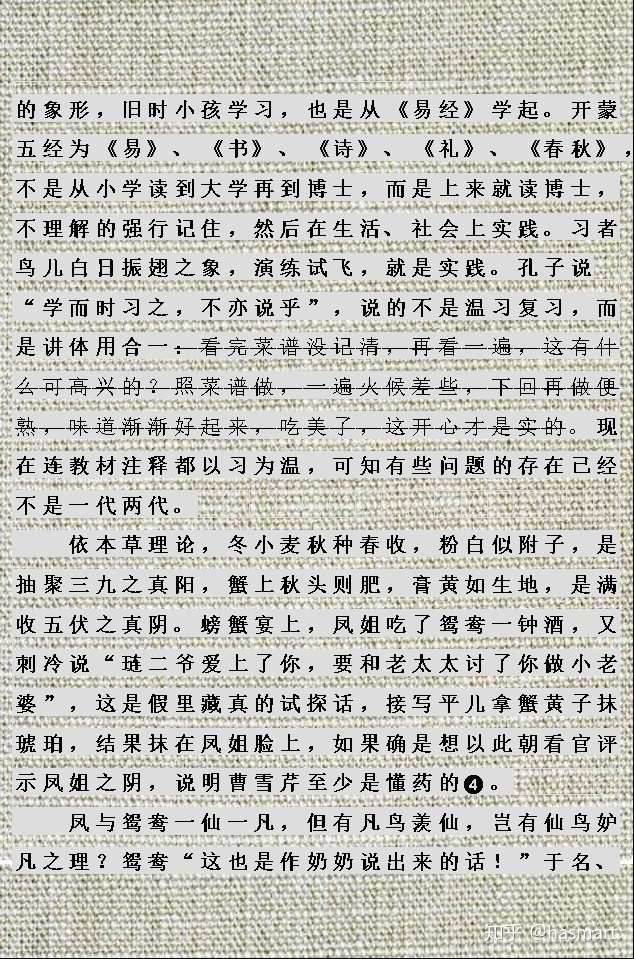 的象形，旧时小孩学习，也是从《易经》学起。开蒙
五经为《易》、《书》、《诗》、《礼》、《春秋》，
不是从小学读到大学再到博士，而是上来就读博士，
不理解的强行记住，然后在生活、社会上实践。习者
鸟儿白日振翅之象，演练试飞，就是实践。孔子说
“学而时习之，不亦说乎”，说的不是温习复习，而
是讲体用合一：看完菜谱没记清，再看一遍，这有什
么可高兴的？照菜谱做，一遍火候差些，下回再做便
熟，味道渐渐好起来，吃美了，这开心才是实的。现
在连教材注释都以习为温，可知有些问题的存在已经
不是一代两代。
依本草理论，冬小麦秋种春收，粉白似附子，是
抽聚三九之真阳，蟹上秋头则肥，膏黄如生地，是满
收五伏之真阴。螃蟹宴上，凤姐吃了鸳鸯一钟酒，又
刺冷说“琏二爷爱上了你，要和老太太讨了你做小老
婆”，这是假里藏真的试探话，接写平儿拿蟹黄子抹
琥珀，结果抹在凤姐脸上，如果确是想以此朝看官评
示凤姐之阴，说明曹雪芹至少是懂药的❹。
凤与鸳鸯一仙一凡，但有凡鸟羡仙，岂有仙鸟妒
凡之理？鸳鸯“这也是作奶奶说出来的话！”于名、
知乎 @hasmart